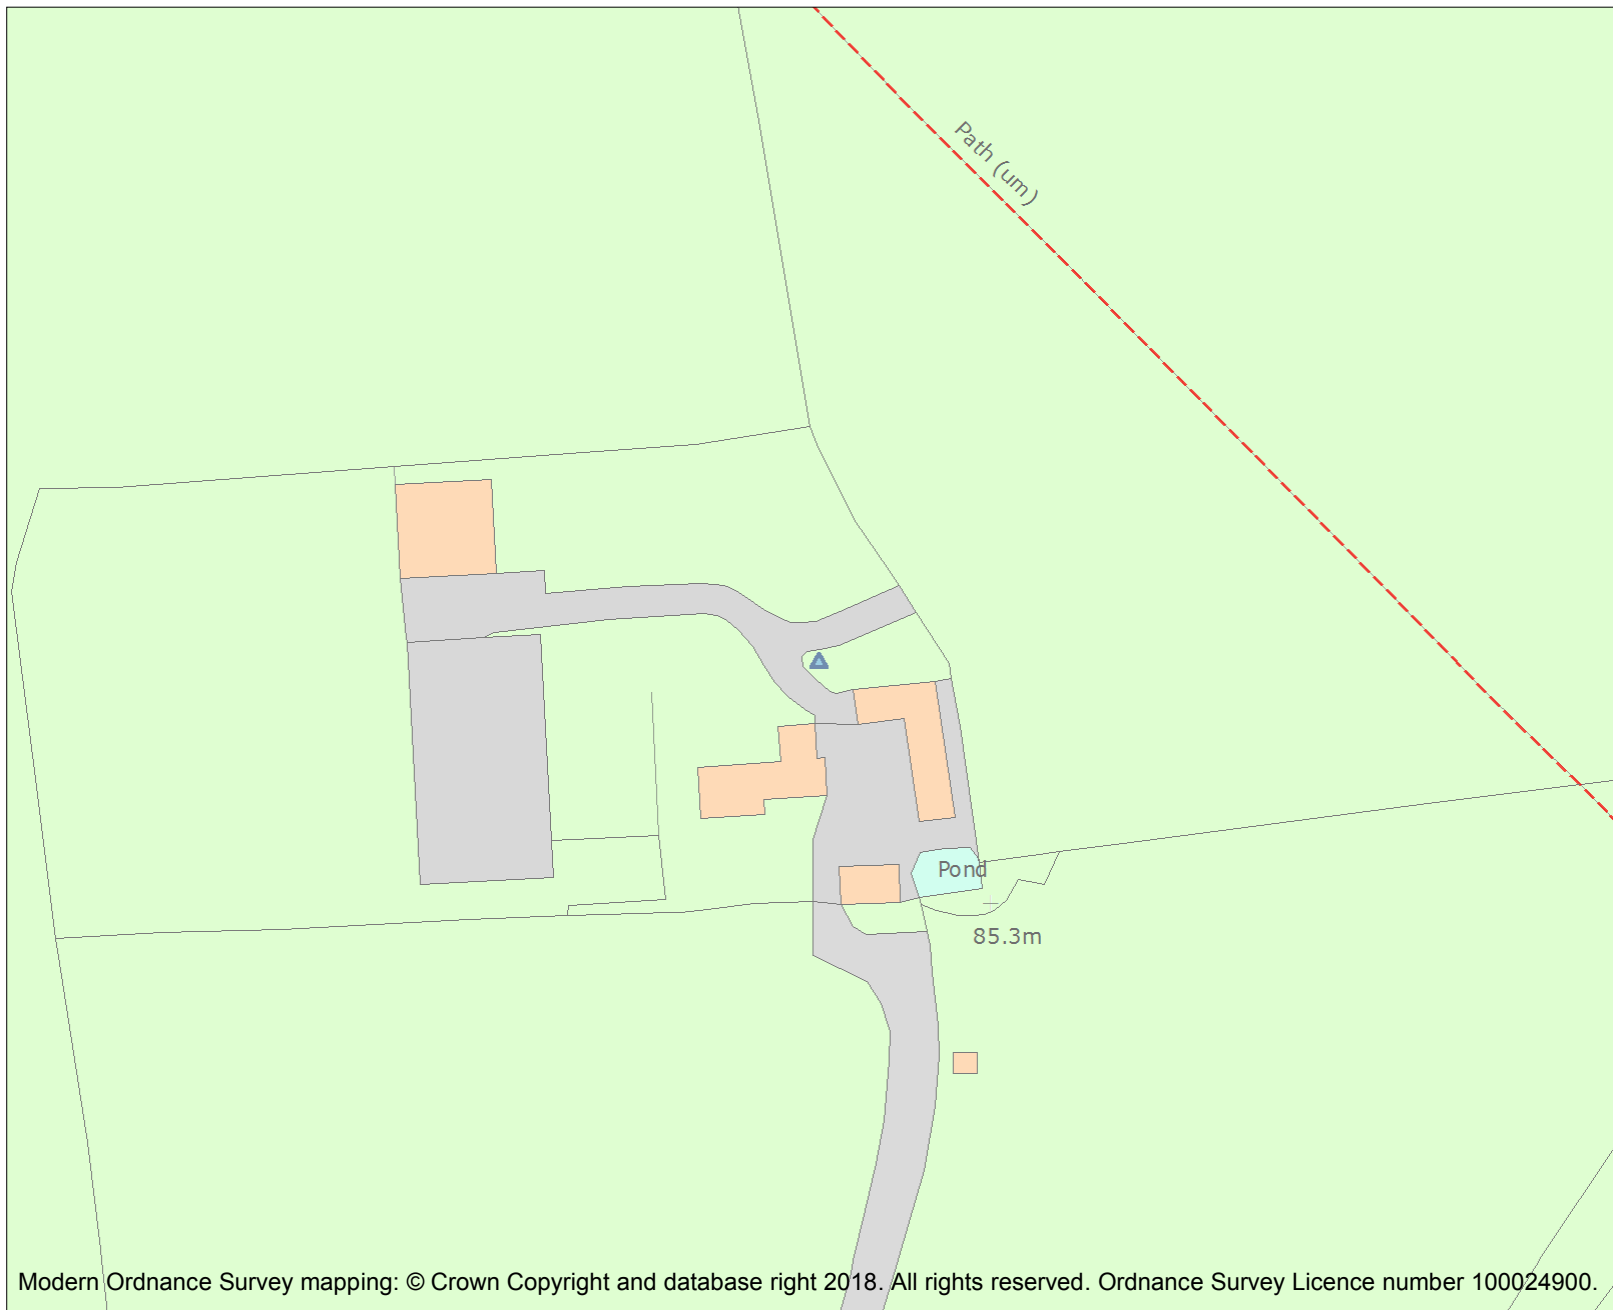 Path (um)
Pond
85.3m
Modern Ordnance Survey mapping: © Crown Copyright and database right 2018. All rights reserved. Ordnance Survey Licence number 100024900.